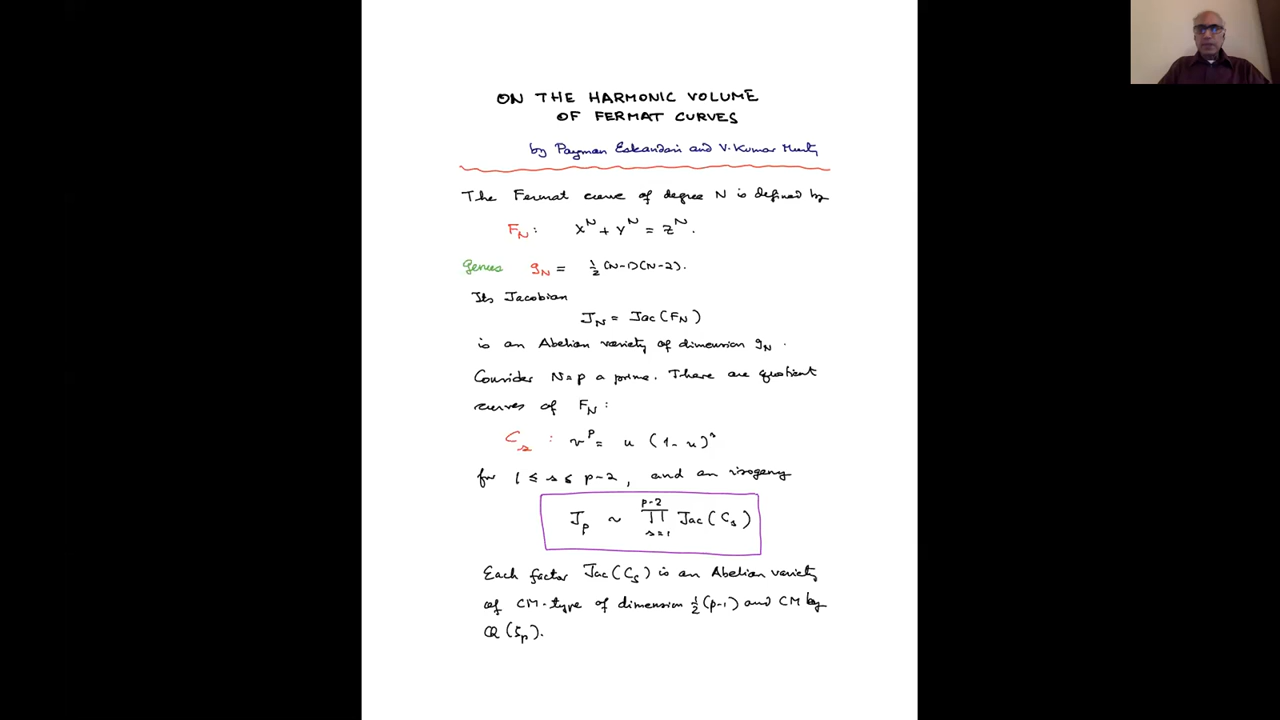 ON THE HARMONIC VOLUME
OF FERMAT CURVES
by Payman Eskandari and V. Kumar Murty
The Fermat curve of degree N is defined by
F_N : X^N + Y^N = Z^N.
Genus g_N = 1/2 (N-1)(N-2).
Its Jacobian
J_N = Jac(F_N)
is an Abelian variety of dimension g_N.
Consider N=p a prime. There are quotient
curves of F_N :
C_s : v^p = u (1-u)^s
for 1 ≤ s ≤ p-2, and an isogeny
J_p ~ ∏_{s=1}^{p-2} Jac(C_s)
Each factor Jac(C_s) is an Abelian variety
of CM-type of dimension 1/2(p-1) and CM by
Q(ζ_p).